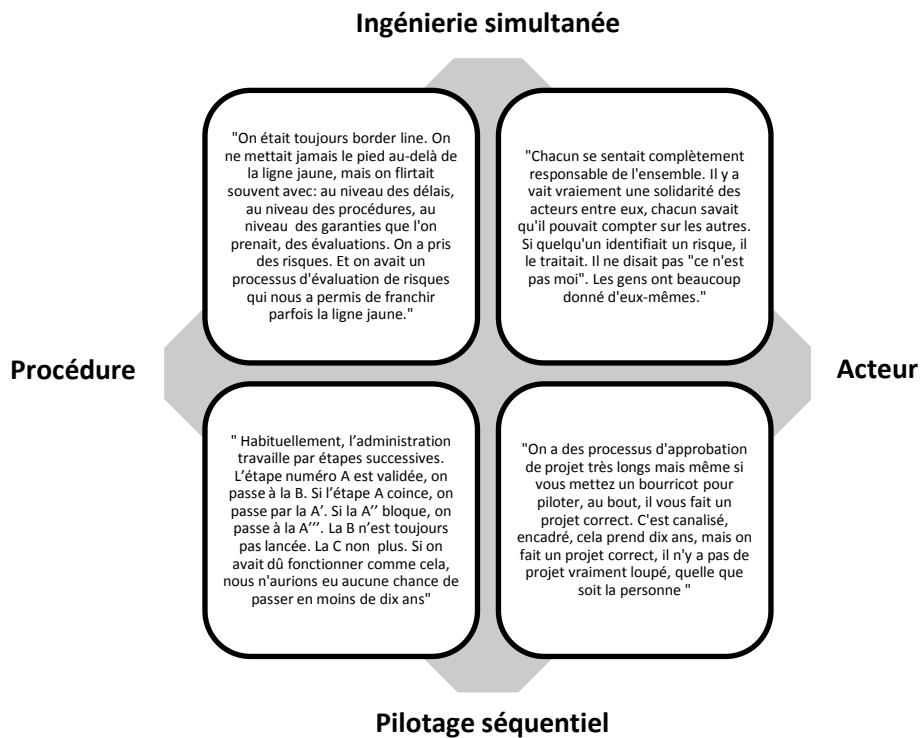 Ingénierie simultanée
"On était toujours border line. On
ne mettait jamais le pied au-delà de
la ligne jaune, mais on flirtait
souvent avec: au niveau des délais,
au niveau des procédures, au
niveau des garanties que l'on
prenait, des évaluations. On a pris
des risques. Et on avait un
processus d'évaluation de risques
qui nous a permis de franchir
parfois la ligne jaune."
"Chacun se sentait complètement
responsable de l'ensemble. Il y a
vait vraiement une solidarité des
acteurs entre eux, chacun savait
qu'il pouvait compter sur les autres.
Si quelqu'un identifiait un risque, il
le traitait. Il ne disait pas "ce n'est
pas moi". Les gens ont beaucoup
donné d'eux-mêmes."
Procédure
Acteur
" Habituellement, l’administration
travaille par étapes successives.
L’étape numéro A est validée, on
passe à la B. Si l’étape A coince, on
passe par la A’. Si la A’’ bloque, on
passe à la A’’’. La B n’est toujours
pas lancée. La C non plus. Si on
avait dû fonctionner comme cela,
nous n'aurions eu aucune chance de
passer en moins de dix ans"
"On a des processus d'approbation
de projet très longs mais même si
vous mettez un bourricot pour
piloter, au bout, il vous fait un
projet correct. C'est canalisé,
encadré, cela prend dix ans, mais on
fait un projet correct, il n'y a pas de
projet vraiment loupé, quelle que
soit la personne "
Pilotage séquentiel